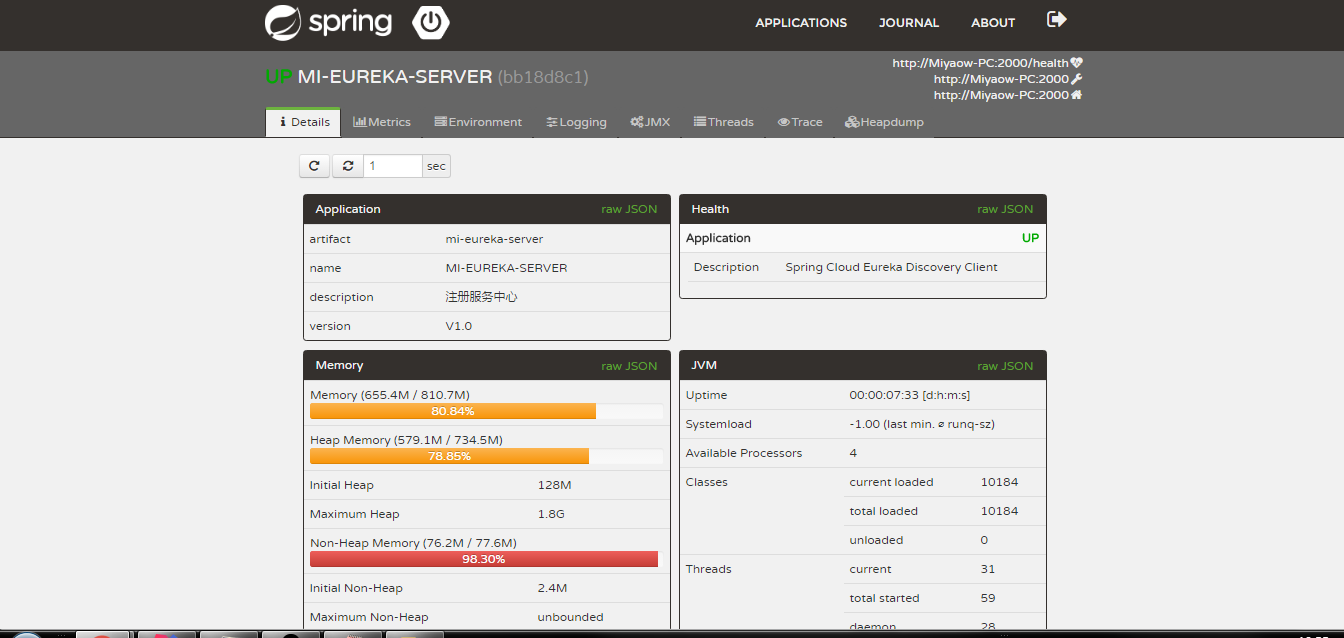 spring
APPLICATIONS JOURNAL ABOUT
UP MI-EUREKA-SERVER (bb18d8c1)
http://Miyaow-PC:2000/health
http://Miyaow-PC:2000
http://Miyaow-PC:2000
Details Metrics Environment Logging JMX Threads Trace Heapdump
1 sec
Application raw JSON
artifact mi-eureka-server
name MI-EUREKA-SERVER
description 注册服务中心
version V1.0
Health raw JSON
Application UP
Description Spring Cloud Eureka Discovery Client
Memory raw JSON
Memory (655.4M / 810.7M)
80.84%
Heap Memory (579.1M / 734.5M)
78.85%
Initial Heap 128M
Maximum Heap 1.8G
Non-Heap Memory (76.2M / 77.6M)
98.30%
Initial Non-Heap 2.4M
Maximum Non-Heap unbounded
JVM raw JSON
Uptime 00:00:07:33 [d:h:m:s]
Systemload -1.00 (last min. ⌀ runq-sz)
Available Processors 4
Classes current loaded 10184
total loaded 10184
unloaded 0
Threads current 31
total started 59
daemon 28